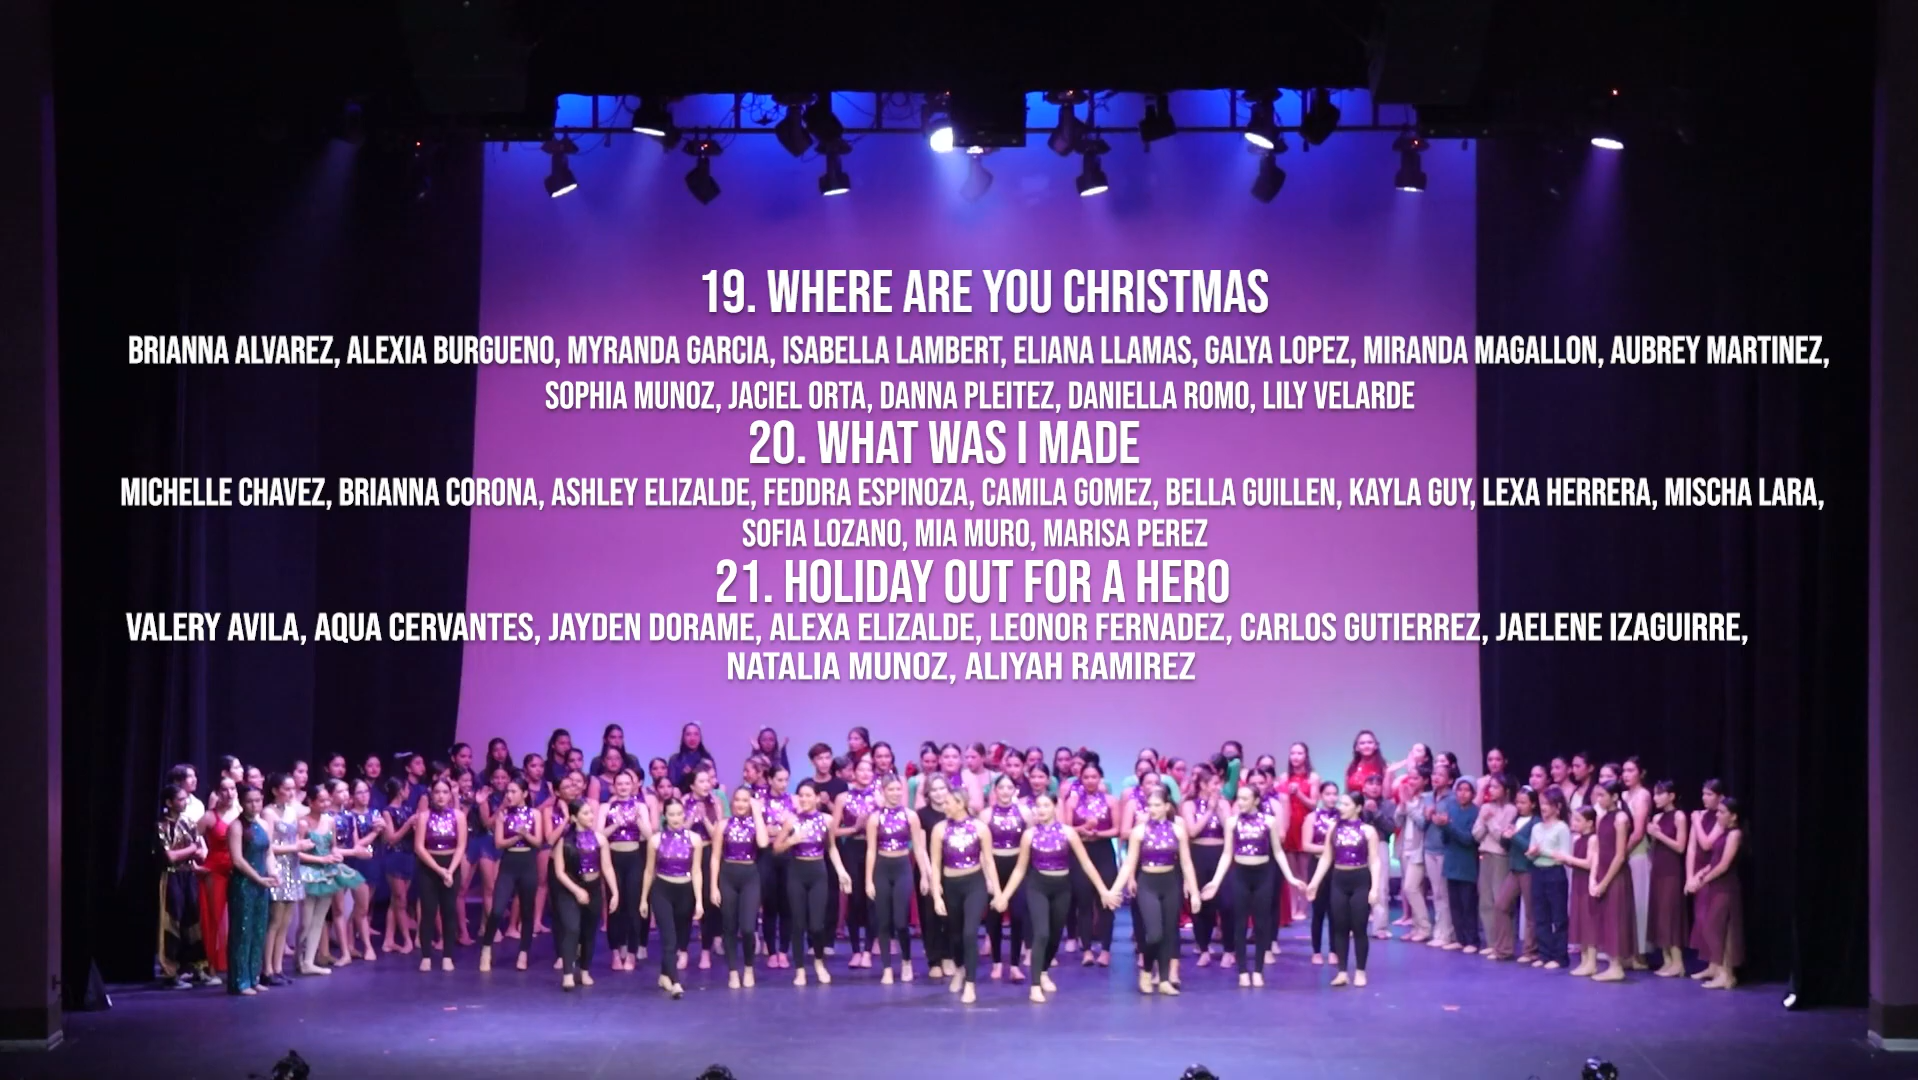 19. WHERE ARE YOU CHRISTMAS
BRIANNA ALVAREZ, ALEXIA BURGUENO, MYRANDA GARCIA, ISABELLA LAMBERT, ELIANA LLAMAS, GALYA LOPEZ, MIRANDA MAGALLON, AUBREY MARTINEZ,
SOPHIA MUNOZ, JACIEL ORTA, DANNA PLEITEZ, DANIELLA ROMO, LILY VELARDE
20. WHAT WAS I MADE
MICHELLE CHAVEZ, BRIANNA CORONA, ASHLEY ELIZALDE, FEDDRA ESPINOZA, CAMILA GOMEZ, BELLA GUILLEN, KAYLA GUY, LEXA HERRERA, MISCHA LARA,
SOFIA LOZANO, MIA MURO, MARISA PEREZ
21. HOLIDAY OUT FOR A HERO
VALERY AVILA, AQUA CERVANTES, JAYDEN DORAME, ALEXA ELIZALDE, LEONOR FERNADEZ, CARLOS GUTIERREZ, JAELENE IZAGUIRRE,
NATALIA MUNOZ, ALIYAH RAMIREZ